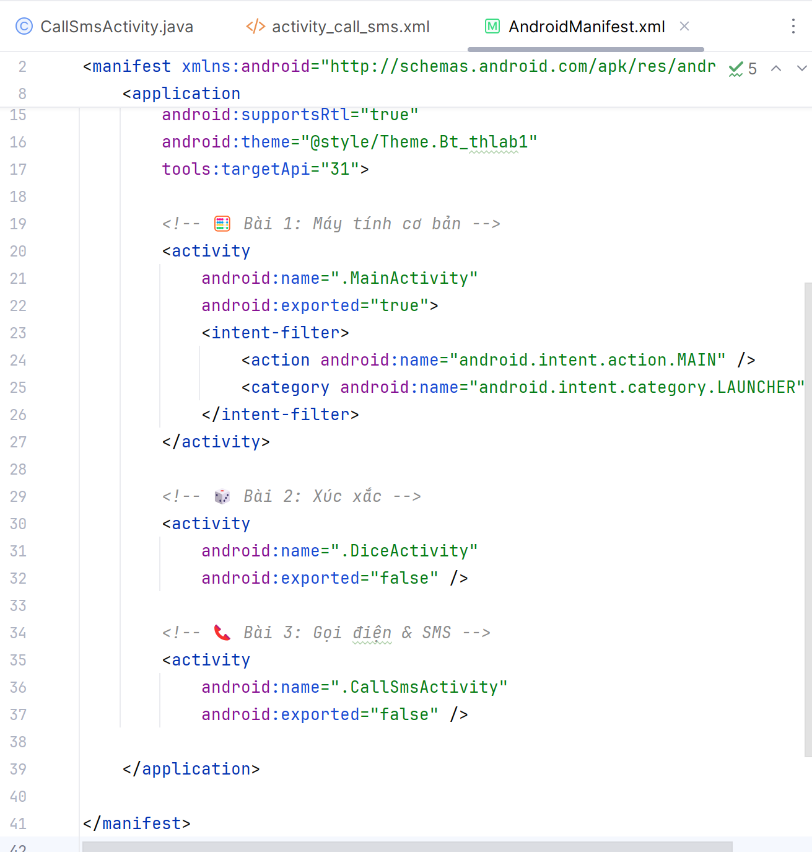 CallSmsActivity.java activity_call_sms.xml AndroidManifest.xml
2 <manifest xmlns:android="http://schemas.android.com/apk/res/andr 5
8 <application
15 android:supportsRtl="true"
16 android:theme="@style/Theme.Bt_thlab1"
17 tools:targetApi="31">
18
19 <!-- 🧮 Bài 1: Máy tính cơ bản -->
20 <activity
21 android:name=".MainActivity"
22 android:exported="true">
23 <intent-filter>
24 <action android:name="android.intent.action.MAIN" />
25 <category android:name="android.intent.category.LAUNCHER"
26 </intent-filter>
27 </activity>
28
29 <!-- 🎲 Bài 2: Xúc xắc -->
30 <activity
31 android:name=".DiceActivity"
32 android:exported="false" />
33
34 <!-- 📞 Bài 3: Gọi điện & SMS -->
35 <activity
36 android:name=".CallSmsActivity"
37 android:exported="false" />
38
39 </application>
40
41 </manifest>
42